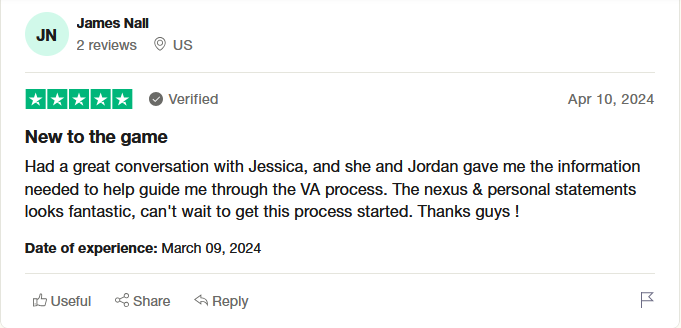 JN
James Nall
2 reviews US
Verified
Apr 10, 2024
New to the game
Had a great conversation with Jessica, and she and Jordan gave me the information
needed to help guide me through the VA process. The nexus & personal statements
looks fantastic, can't wait to get this process started. Thanks guys !
Date of experience: March 09, 2024
Useful Share Reply